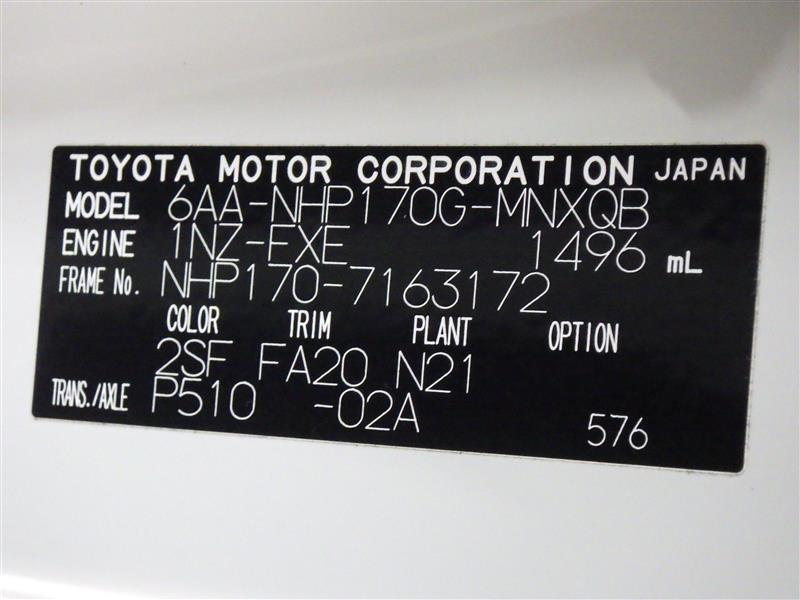 TOYOTA MOTOR CORPORATION JAPAN
MODEL 6AA-NHP170G-MNXQB
ENGINE 1NZ-FXE 1496 mL
FRAME No. NHP170-7163172
COLOR TRIM PLANT OPTION
2SF FA20 N21
TRANS./AXLE P510 -02A
576